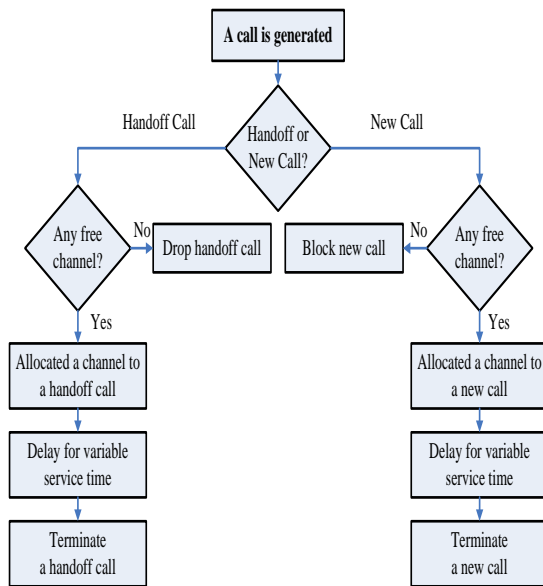 A call is generated
Handoff Call
New Call
Handoff or
New Call?
Any free
channel?
No
Drop handoff call
Block new call
No
Any free
channel?
Yes
Yes
Allocated a channel to
a handoff call
Allocated a channel to
a new call
Delay for variable
service time
Delay for variable
service time
Terminate
a handoff call
Terminate
a new call